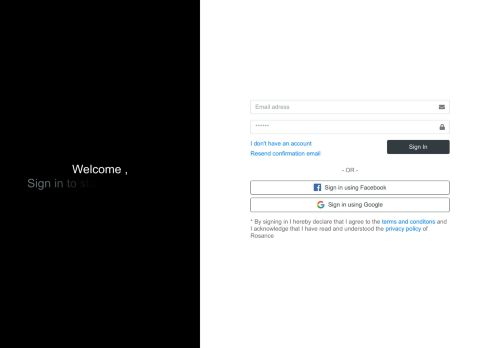 Welcome ,
Sign in to st
Email adress
******
I don't have an account
Resend confirmation email
Sign In
- OR -
Sign in using Facebook
Sign in using Google
* By signing in I hereby declare that I agree to the terms and conditons and
I acknowledge that I have read and understood the privacy policy of
Rosance